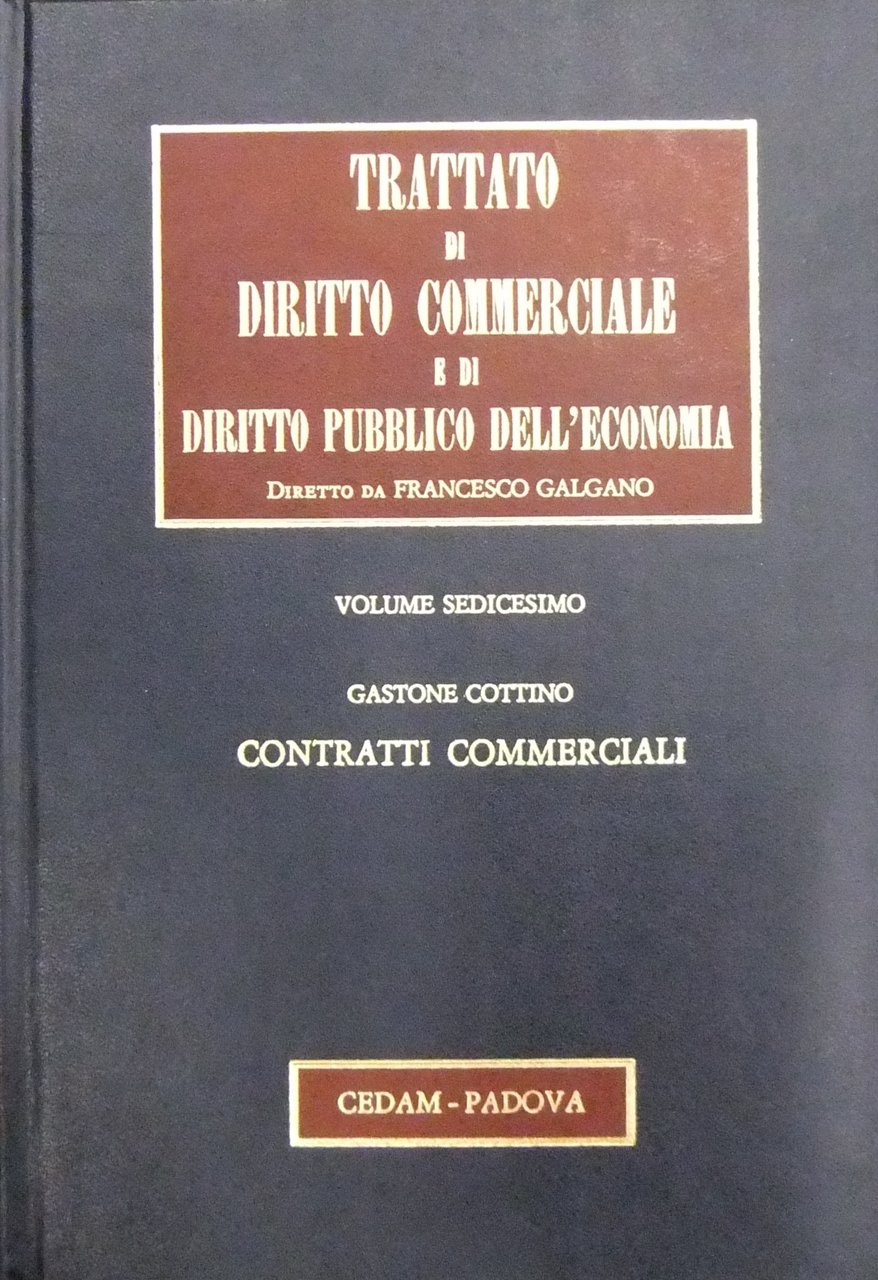 TRATTATO
DI
DIRITTO COMMERCIALE
E DI
DIRITTO PUBBLICO DELL'ECONOMIA
DIRETTO DA FRANCESCO GALGANO
VOLUME SEDICESIMO
GASTONE COTTINO
CONTRATTI COMMERCIALI
CEDAM - PADOVA